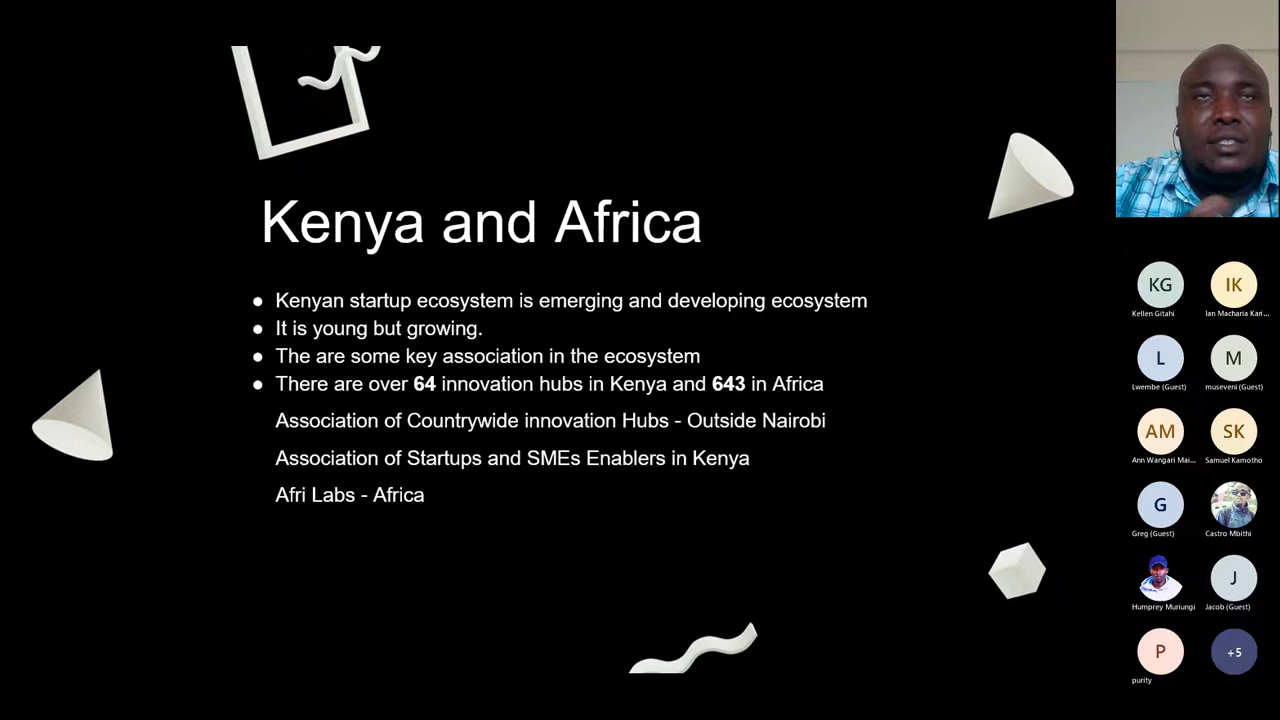 Kenya and Africa
● Kenyan startup ecosystem is emerging and developing ecosystem
● It is young but growing.
● The are some key association in the ecosystem
● There are over 64 innovation hubs in Kenya and 643 in Africa
Association of Countrywide innovation Hubs - Outside Nairobi
Association of Startups and SMEs Enablers in Kenya
Afri Labs - Africa
KG
IK
Kellen Gitahi
Ian Macharia Kari...
L
M
Lwembe (Guest)
museveni (Guest)
AM
SK
Ann Wangari Mai...
Samuel Kamotho
G
Greg (Guest)
Castro Mbithi
J
Humprey Muriungi
Jacob (Guest)
P
+5
purity